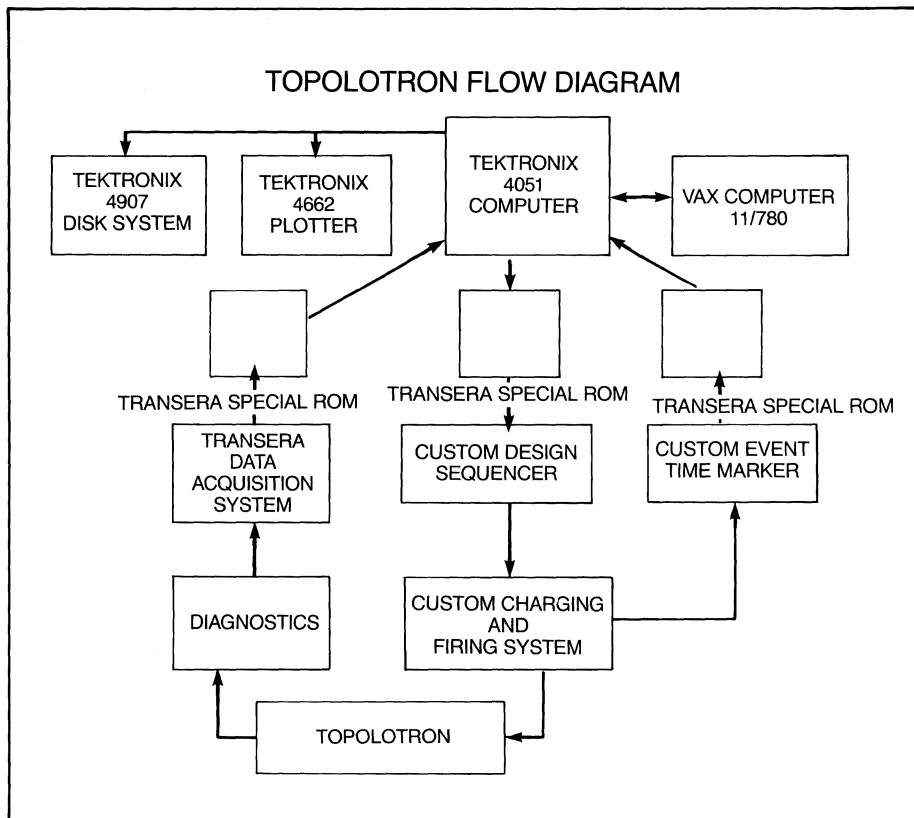 TOPOLOTRON FLOW DIAGRAM
TEKTRONIX
4907
DISK SYSTEM
TEKTRONIX
4662
PLOTTER
TEKTRONIX
4051
COMPUTER
VAX COMPUTER
11/780
TRANSERA SPECIAL ROM
TRANSERA SPECIAL ROM
TRANSERA SPECIAL ROM
TRANSERA
DATA
ACQUISITION
SYSTEM
CUSTOM DESIGN
SEQUENCER
CUSTOM EVENT
TIME MARKER
DIAGNOSTICS
CUSTOM CHARGING
AND
FIRING SYSTEM
TOPOLOTRON